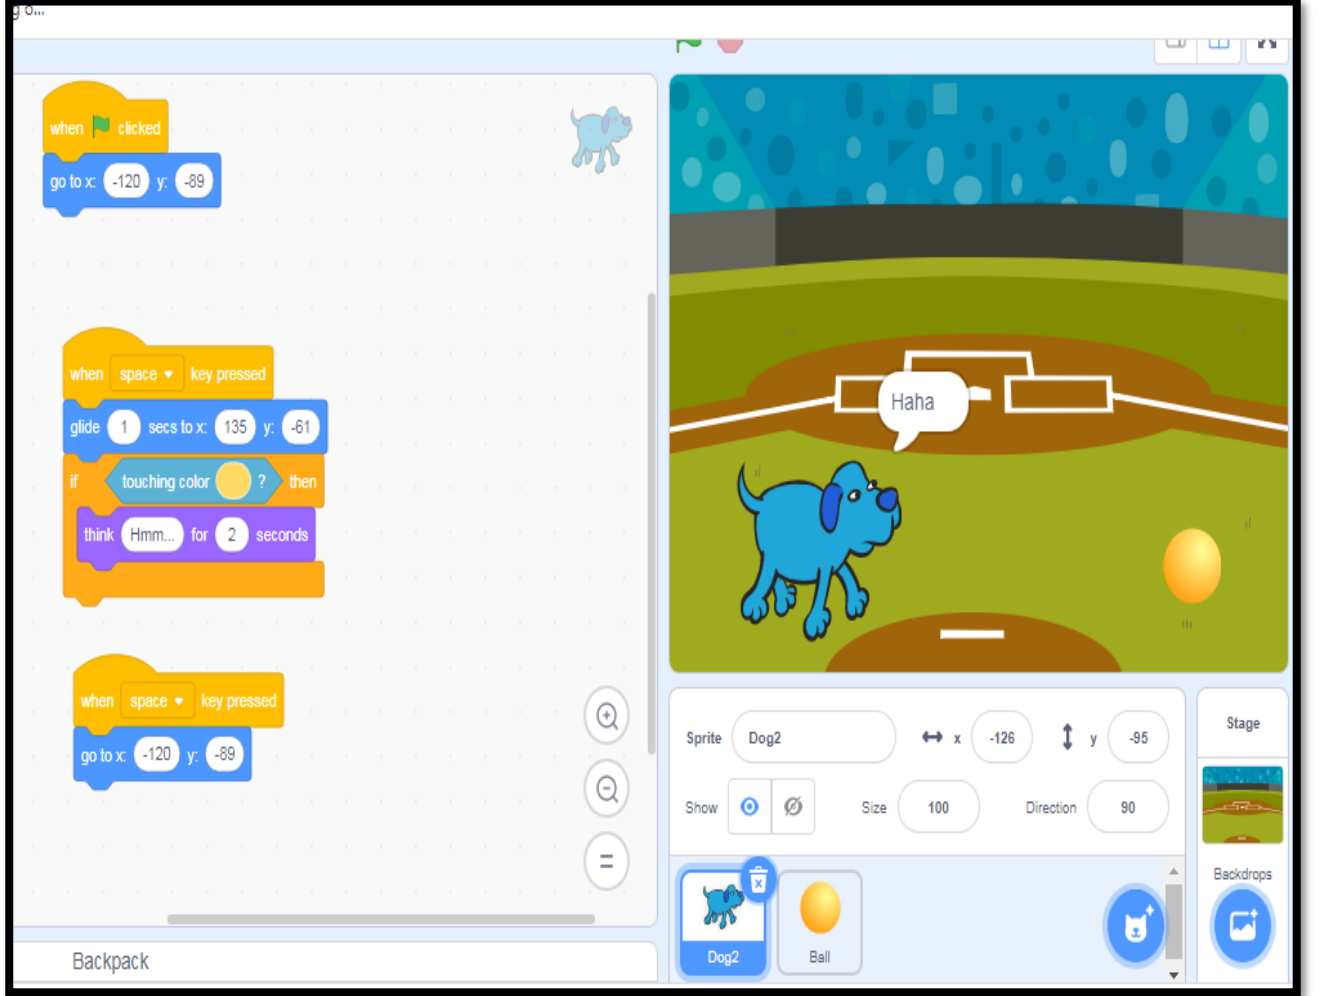 when clicked
go to x: -120 y: -89
when space key pressed
glide 1 secs to x: 135 y: -61
if touching color ? then
think Hmm... for 2 seconds
when space key pressed
go to x: -120 y: -89
Backpack
Haha
Sprite Dog2 x -126 y -95
Show Size 100 Direction 90
Dog2
Ball
Stage
Backdrops